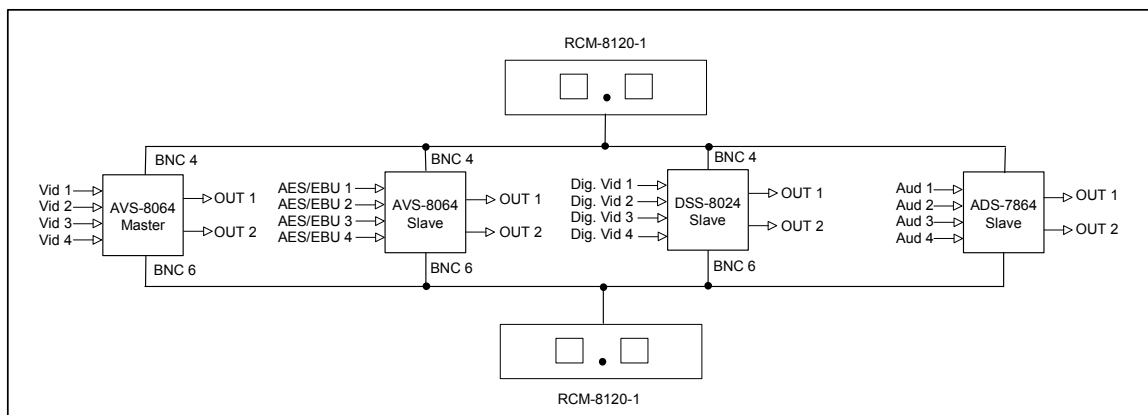 RCM-8120-1
BNC 4
BNC 4
BNC 4
Vid 1
Vid 2
Vid 3
Vid 4
AVS-8064
Master
OUT 1
OUT 2
BNC 6
AES/EBU 1
AES/EBU 2
AES/EBU 3
AES/EBU 4
AVS-8064
Slave
OUT 1
OUT 2
BNC 6
Dig. Vid 1
Dig. Vid 2
Dig. Vid 3
Dig. Vid 4
DSS-8024
Slave
OUT 1
OUT 2
BNC 6
Aud 1
Aud 2
Aud 3
Aud 4
ADS-7864
Slave
OUT 1
OUT 2
RCM-8120-1